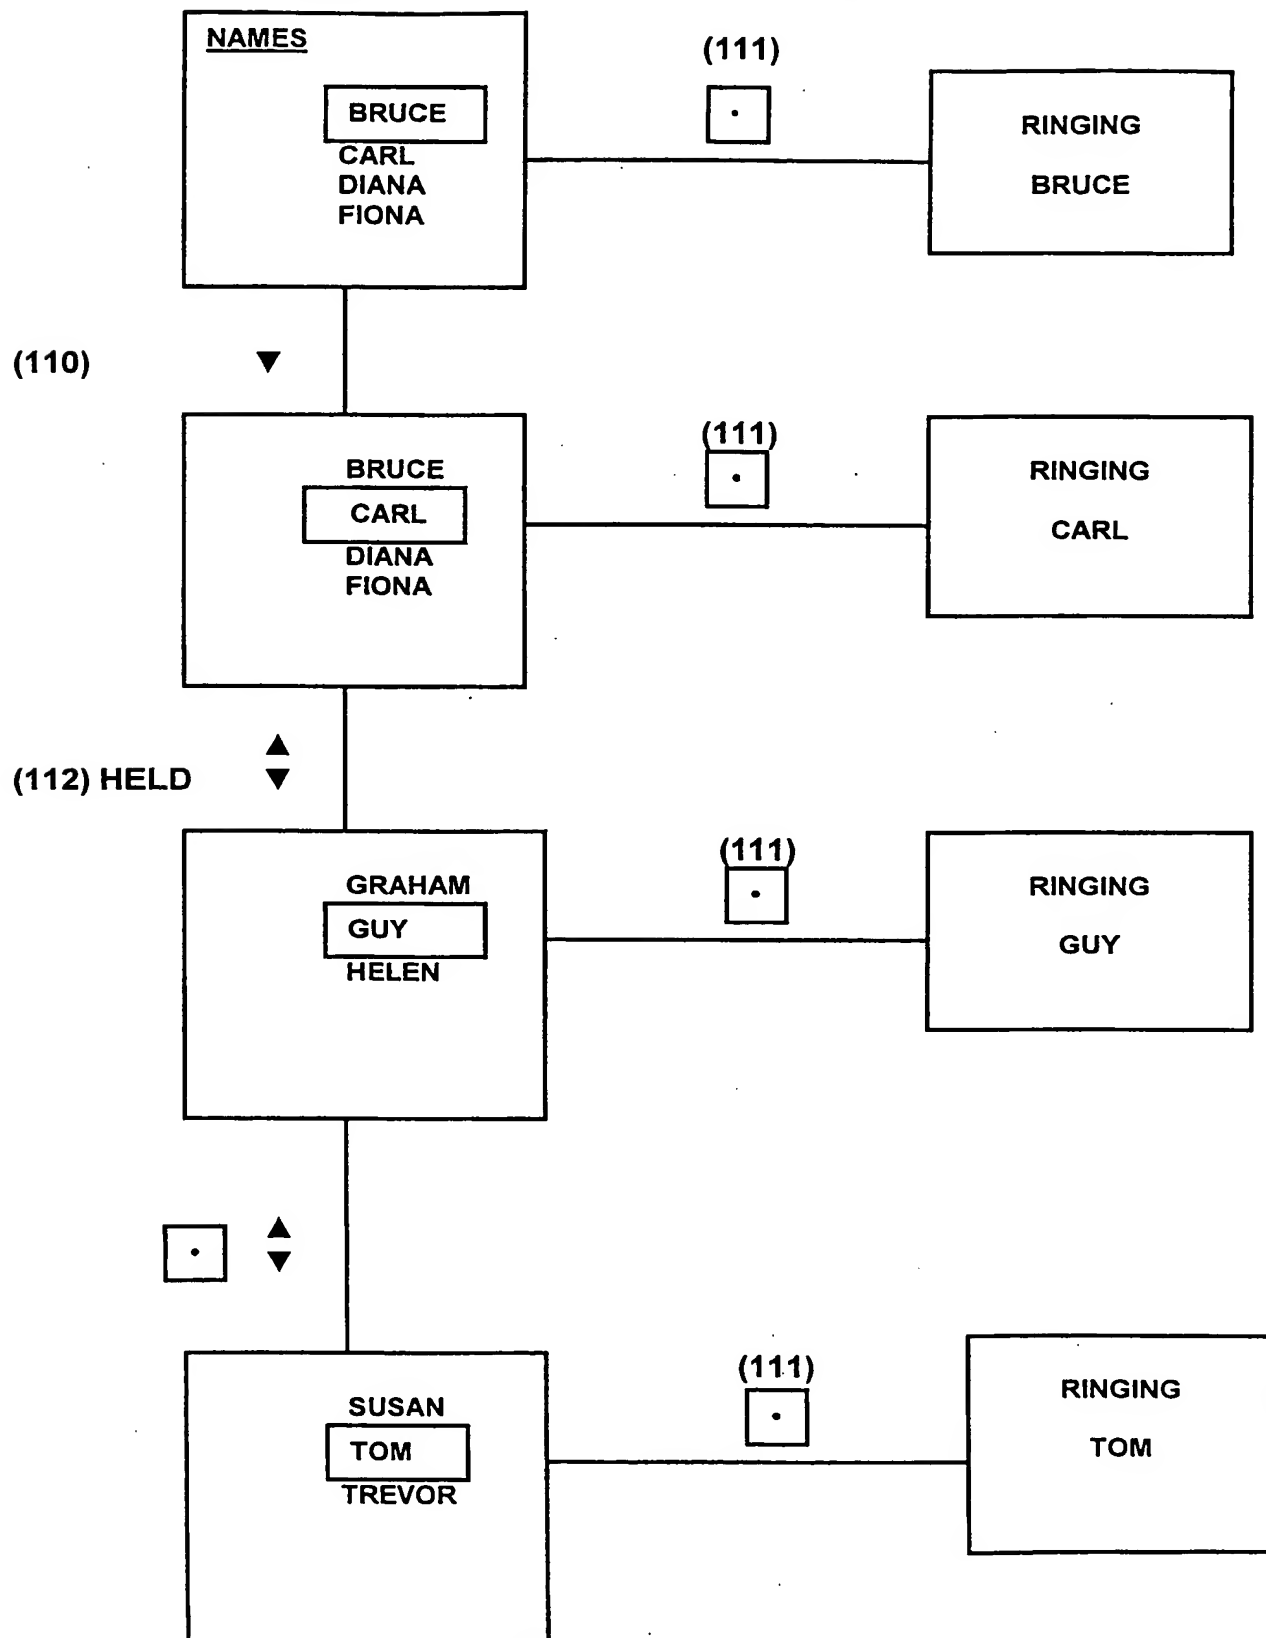 NAMES
(111)
BRUCE
CARL
DIANA
FIONA
RINGING
BRUCE
(110)
(111)
BRUCE
CARL
DIANA
FIONA
RINGING
CARL
(112) HELD
(111)
GRAHAM
GUY
HELEN
RINGING
GUY
(111)
SUSAN
TOM
TREVOR
RINGING
TOM